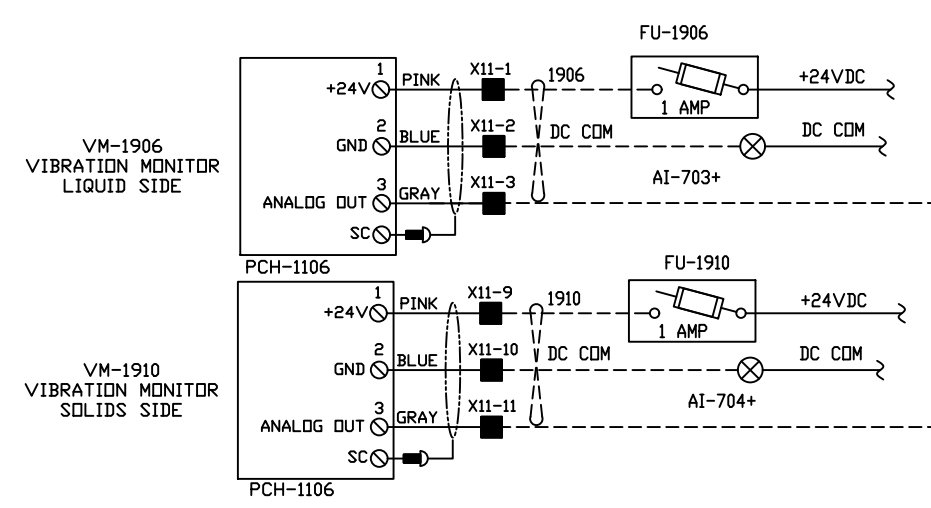 FU-1906
1
+24V
PINK
X11-1
1906
1 AMP
+24VDC
VM-1906
VIBRATION MONITOR
LIQUID SIDE
2
GND
BLUE
X11-2
DC COM
DC COM
3
ANALOG OUT
GRAY
X11-3
AI-703+
SC
PCH-1106
FU-1910
1
+24V
PINK
X11-9
1910
1 AMP
+24VDC
VM-1910
VIBRATION MONITOR
SOLIDS SIDE
2
GND
BLUE
X11-10
DC COM
DC COM
3
ANALOG OUT
GRAY
X11-11
AI-704+
SC
PCH-1106